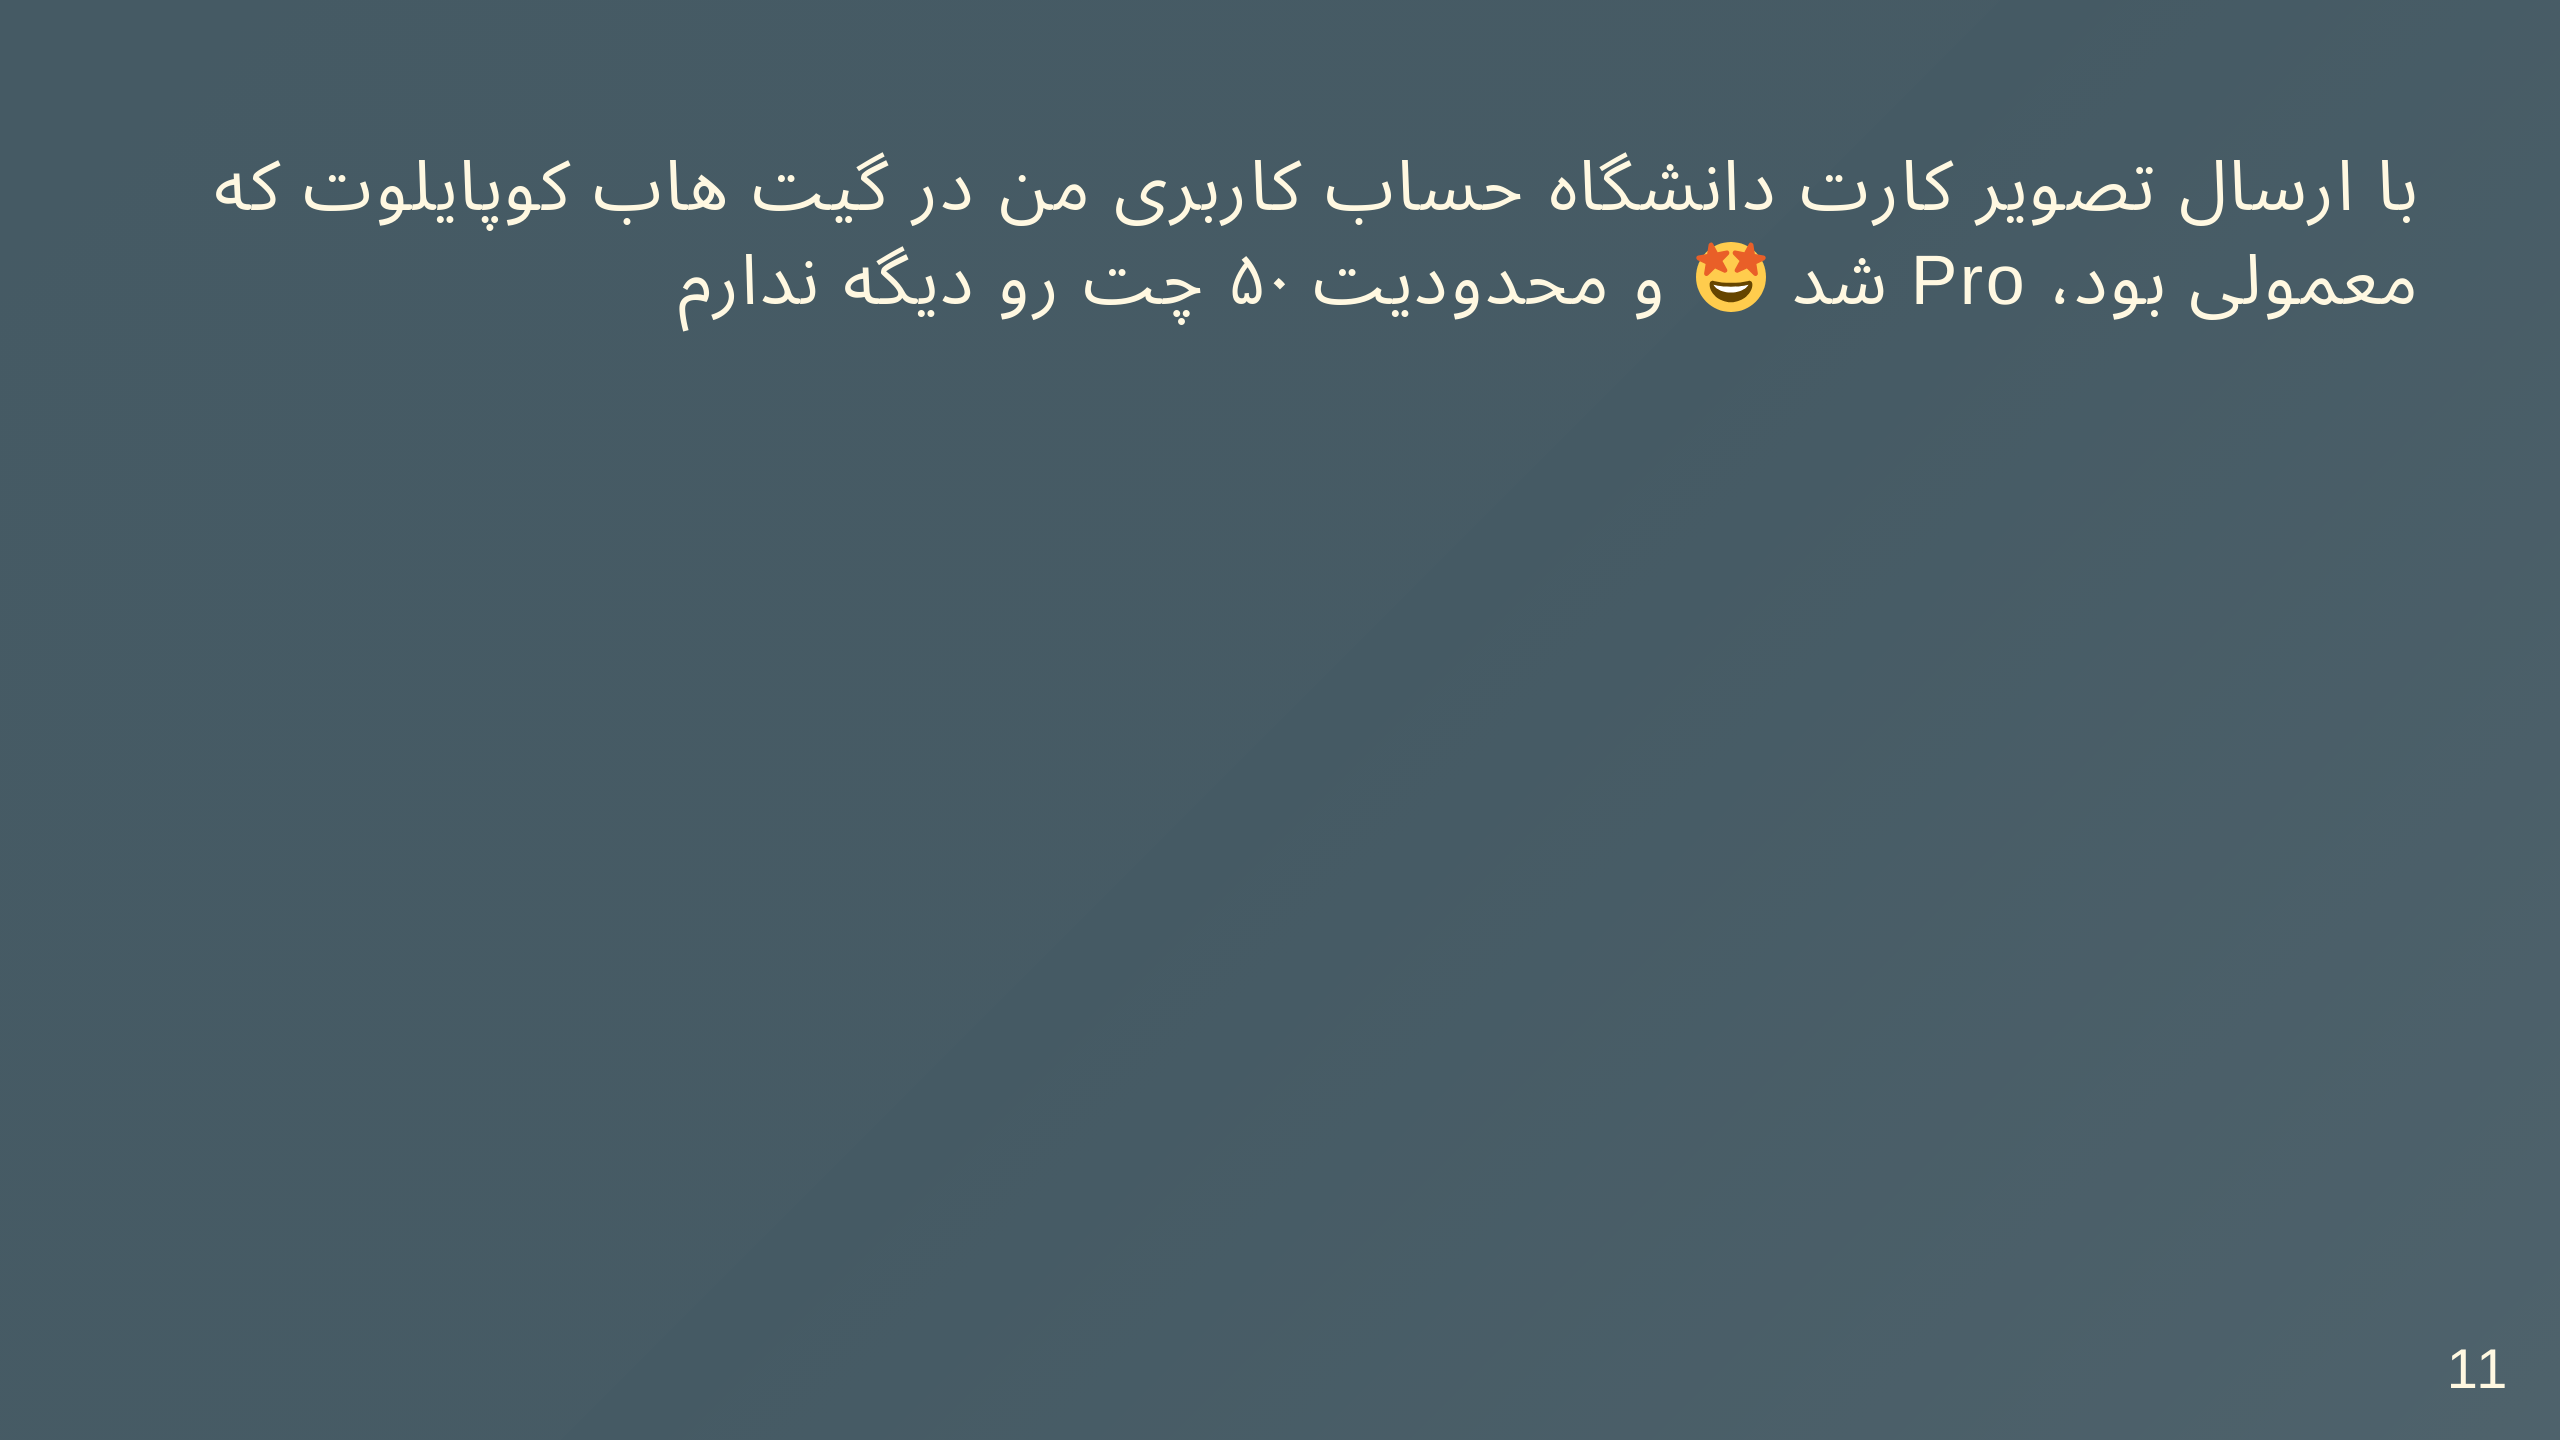 با ارسال تصویر کارت دانشگاه حساب کاربری من در گیت هاب کوپایلوت که
معمولی بود، Pro شد 🤩 و محدودیت ۵۰ چت رو دیگه ندارم
11